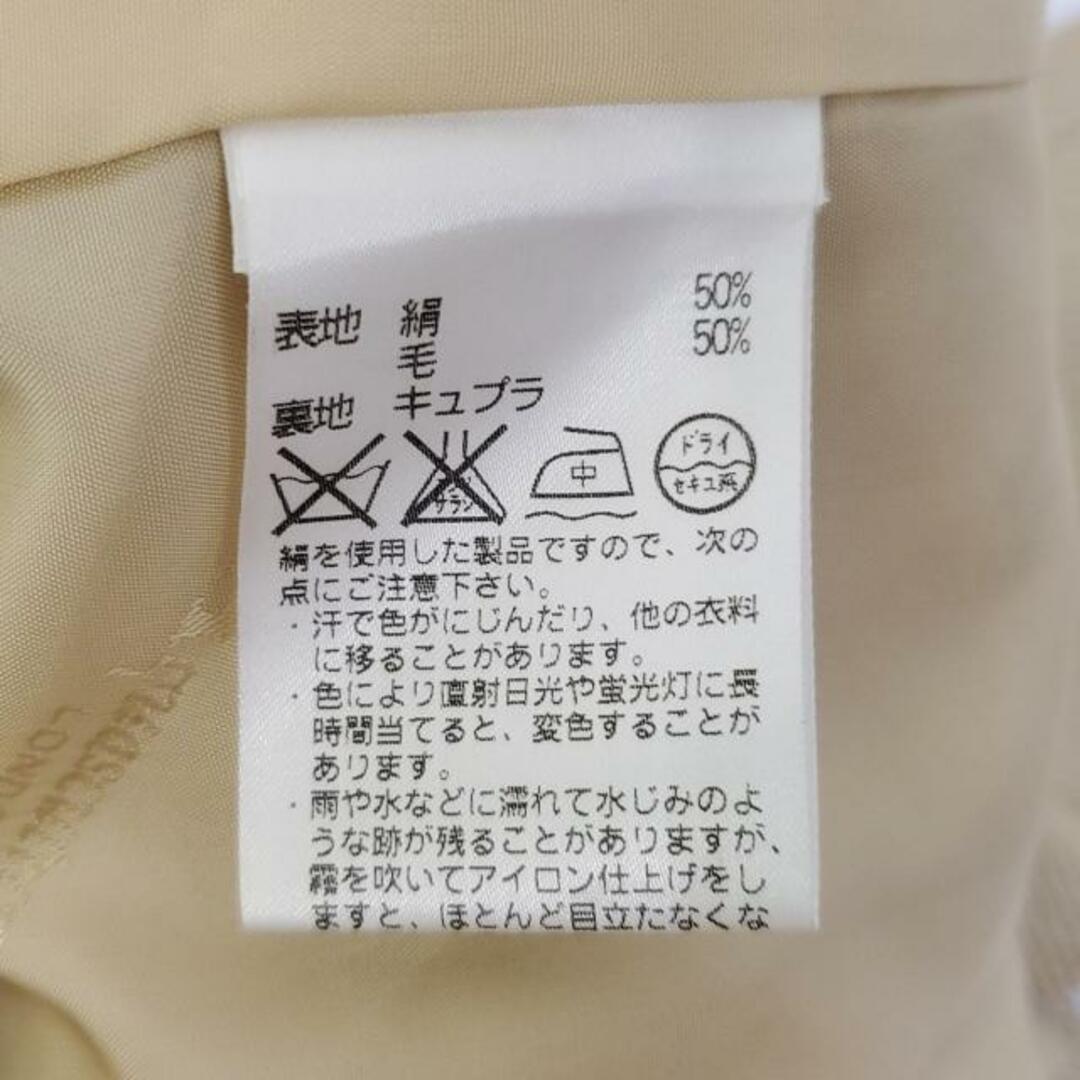 表地 絹 50%
毛 50%
裏地 キュプラ
中
ドライ
セキユ系
絹を使用した製品ですので、次の
点にご注意下さい。
・汗で色がにじんだり、他の衣料
に移ることがあります。
・色により直射日光や蛍光灯に長
時間当てると、変色することが
あります。
・雨や水などに濡れて水じみのよ
うな跡が残ることがありますが、
霧を吹いてアイロン仕上げをし
ますと、ほとんど目立たなくな